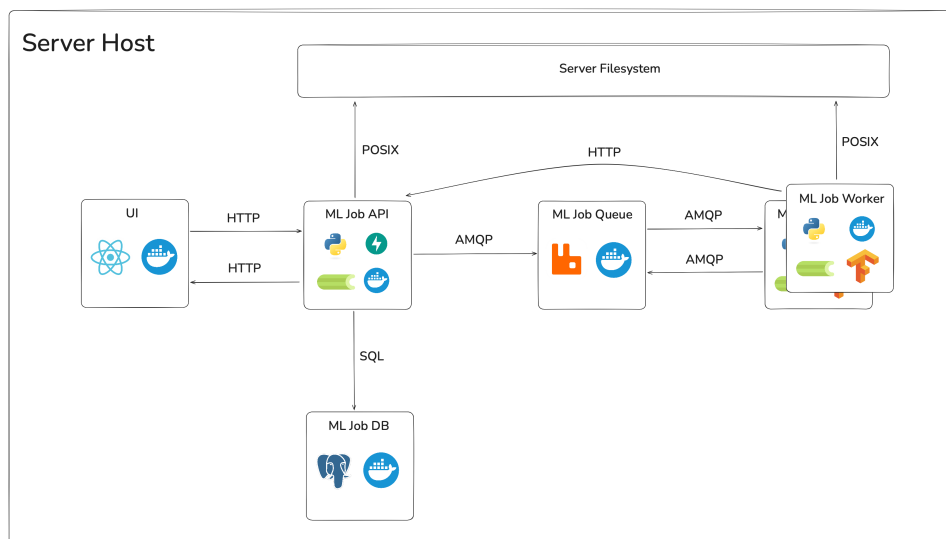 Server Host
Server Filesystem
POSIX
POSIX
HTTP
UI
HTTP
HTTP
ML Job API
AMQP
ML Job Queue
AMQP
AMQP
M
ML Job Worker
SQL
ML Job DB